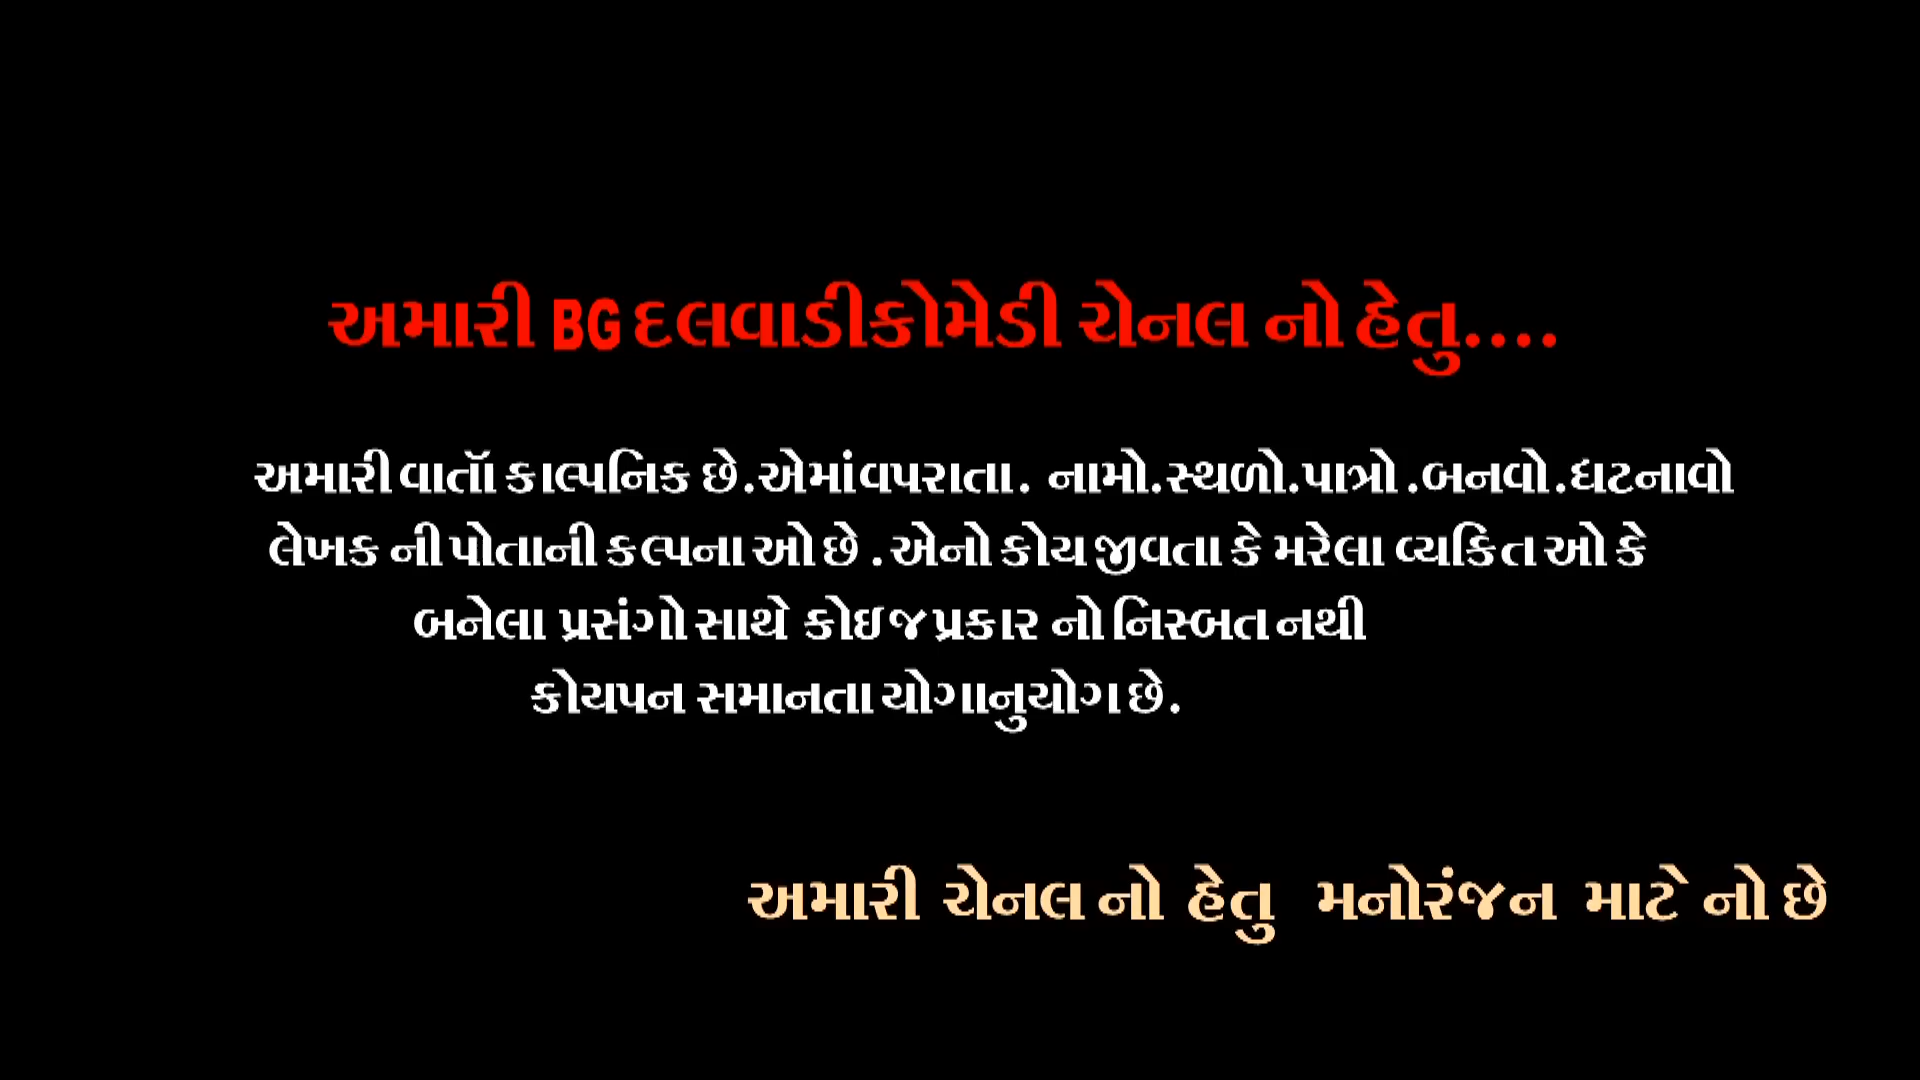 અમારી BG દલવાડીકોમેડી ચેનલ નો હેતુ....
અમારી વાર્તા કાલ્પનિક છે.એમાંવપરાતા. નામો.સ્થળો.પાત્રો .બનવો .ઘટનાવો
લેખક ની પોતાની કલ્પના ઓ છે . એનો કોય જીવતા કે મરેલા વ્યકિત ઓ કે
બનેલા પ્રસંગો સાથે કોઇજ પ્રકાર નો નિસ્બત નથી
કોયપન સમાનતા યોગાનુયોગ છે.
અમારી ચેનલ નો હેતુ મનોરંજન માટે નો છે